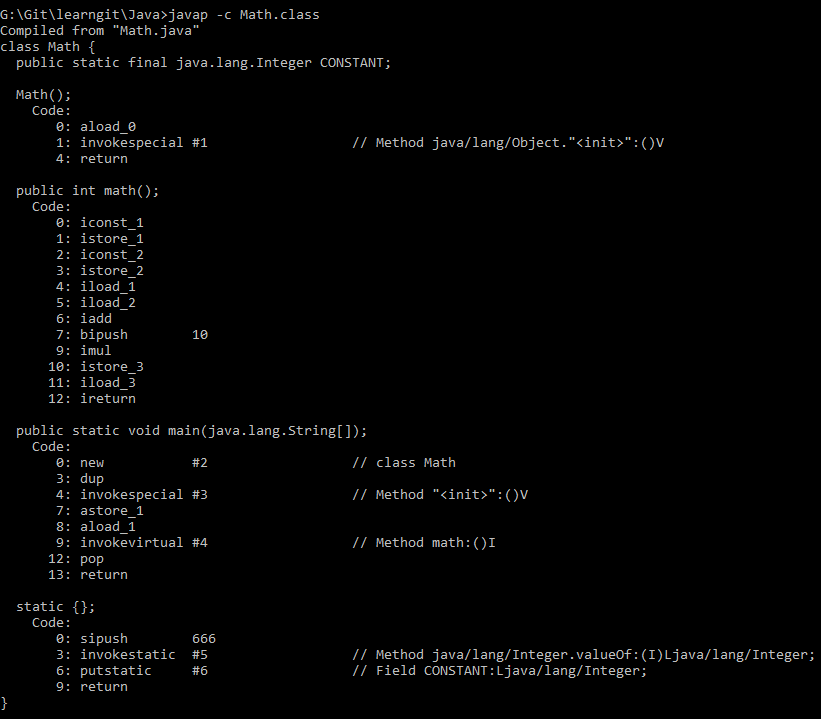 G:\Git\learngit\Java>javap -c Math.class
Compiled from "Math.java"
class Math {
  public static final java.lang.Integer CONSTANT;

  Math();
    Code:
       0: aload_0
       1: invokespecial #1                  // Method java/lang/Object."<init>":()V
       4: return

  public int math();
    Code:
       0: iconst_1
       1: istore_1
       2: iconst_2
       3: istore_2
       4: iload_1
       5: iload_2
       6: iadd
       7: bipush        10
       9: imul
      10: istore_3
      11: iload_3
      12: ireturn

  public static void main(java.lang.String[]);
    Code:
       0: new           #2                  // class Math
       3: dup
       4: invokespecial #3                  // Method "<init>":()V
       7: astore_1
       8: aload_1
       9: invokevirtual #4                  // Method math:()I
      12: pop
      13: return

  static {};
    Code:
       0: sipush        666
       3: invokestatic  #5                  // Method java/lang/Integer.valueOf:(I)Ljava/lang/Integer;
       6: putstatic     #6                  // Field CONSTANT:Ljava/lang/Integer;
       9: return
}